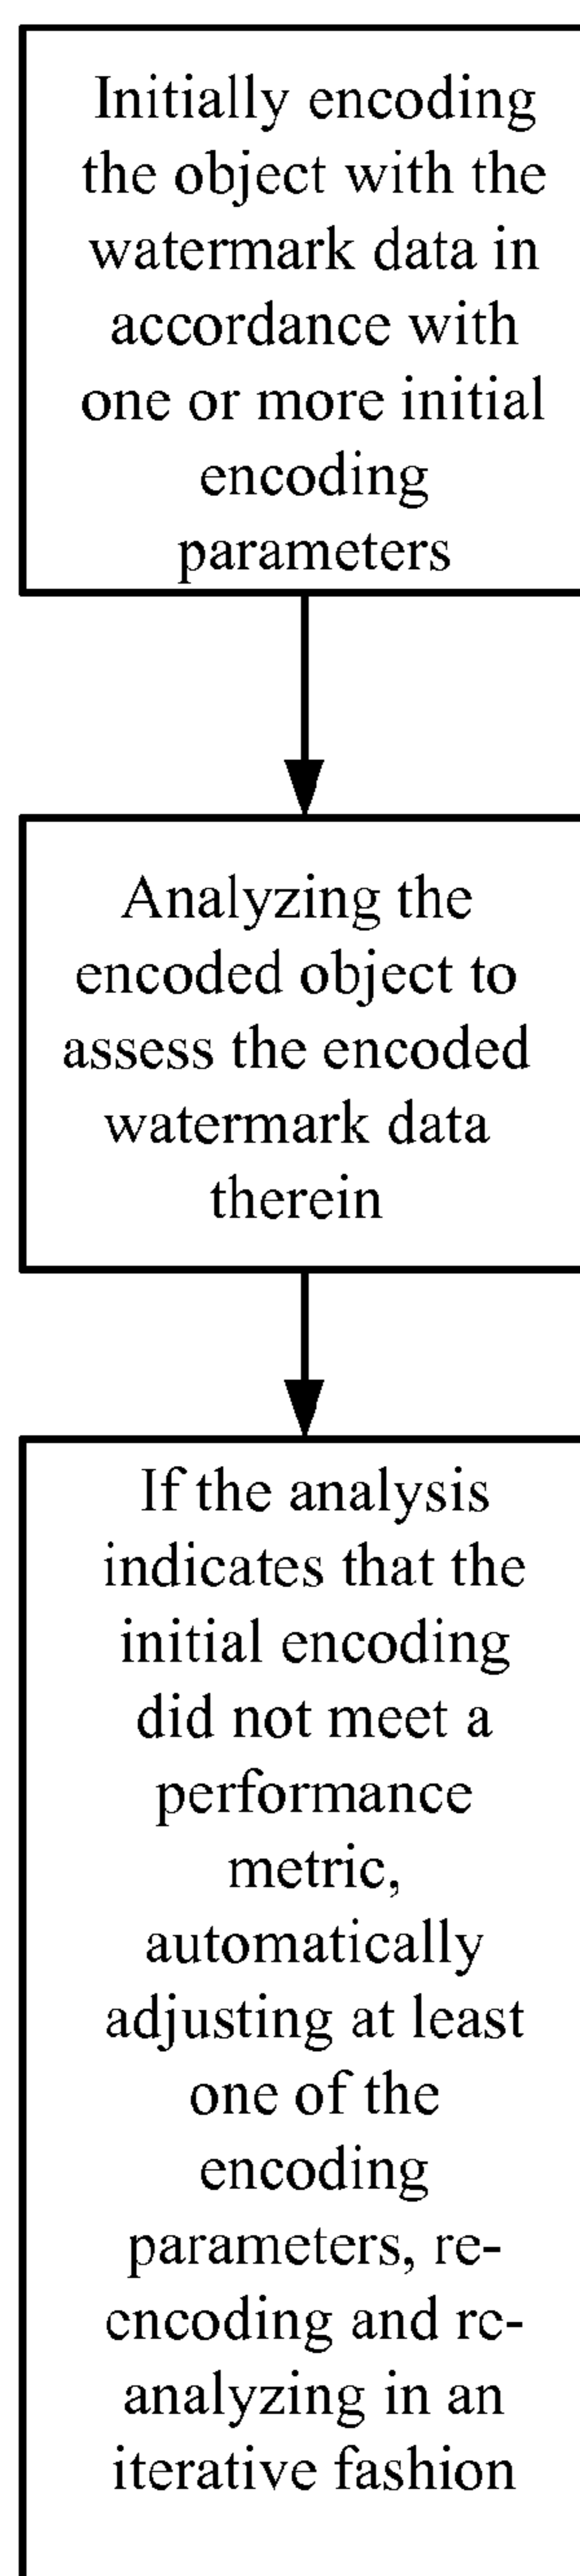 Initially encoding
the object with the
watermark data in
accordance with
one or more initial
encoding
parameters
Analyzing the
encoded object to
assess the encoded
watermark data
therein
If the analysis
indicates that the
initial encoding
did not meet a
performance
metric,
automatically
adjusting at least
one of the
encoding
parameters, re-
encoding and re-
analyzing in an
iterative fashion